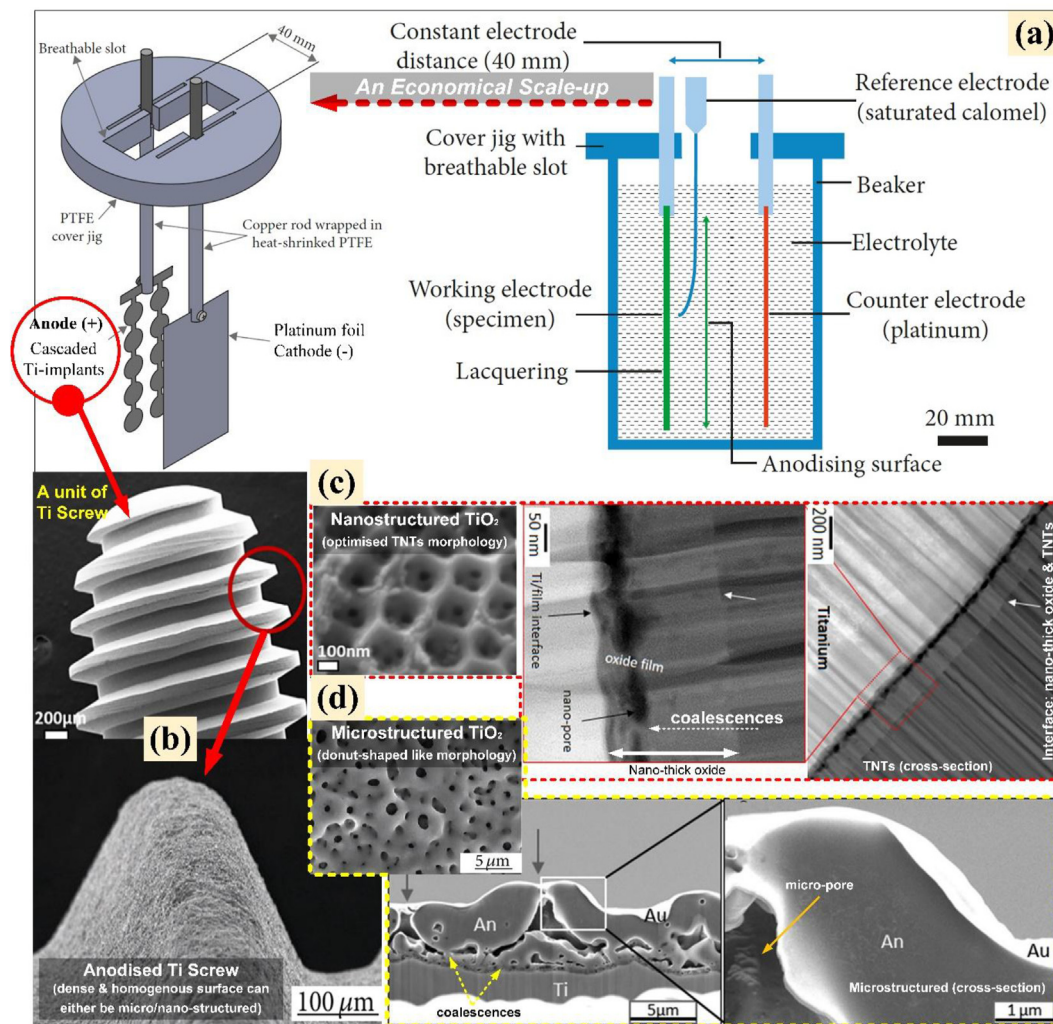 (a)
Breathable slot
40 mm
PTFE
cover jig
Copper rod wrapped in
heat-shrinked PTFE
Anode (+)
Cascaded
Ti-implants
Platinum foil
Cathode (-)
Constant electrode
distance (40 mm)
An Economical Scale-up
Reference electrode
(saturated calomel)
Cover jig with
breathable slot
Beaker
Electrolyte
Working electrode
(specimen)
Counter electrode
(platinum)
Lacquering
20 mm
Anodising surface
A unit of
Ti Screw
200μm
(b)
Anodised Ti Screw
(dense & homogenous surface can
either be micro/nano-structured)
100 μm
(c)
Nanostructured TiO₂
(optimised TNTs morphology)
100nm
50 nm
Ti/film interface
oxide film
nano-pore
coalescences
Nano-thick oxide
200 nm
Titanium
TNTs (cross-section)
Interface: nano-thick oxide & TNTs
(d)
Microstructured TiO₂
(donut-shaped like morphology)
5 μm
An
Au
Ti
coalescences
5μm
micro-pore
An
Au
Microstructured (cross-section)
1 μm